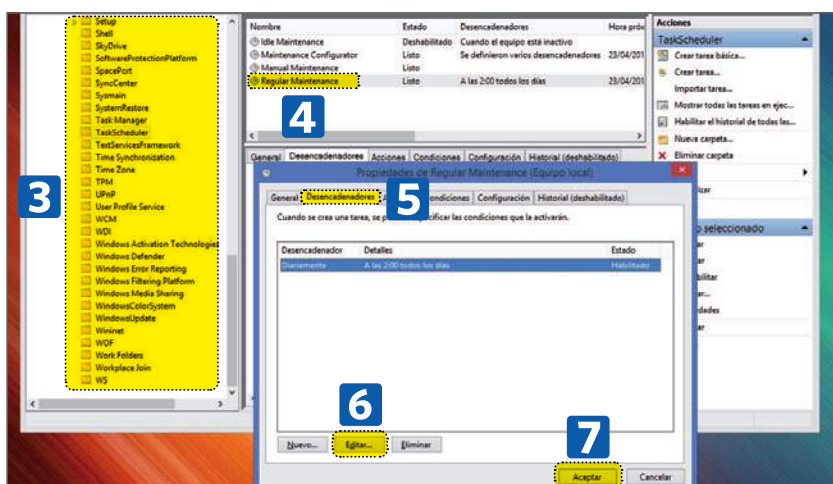 Setup
Shell
SkyDrive
SoftwareProtectionPlatform
SpacePort
SyncCenter
Sysmain
SystemRestore
Task Manager
TaskScheduler
TextServicesFramework
Time Synchronization
Time Zone
TPM
UPnP
User Profile Service
WCM
WDI
Windows Activation Technologies
Windows Defender
Windows Error Reporting
Windows Filtering Platform
Windows Media Sharing
WindowsColorSystem
WindowsUpdate
Wininet
WOF
Work Folders
Workplace Join
WS
3
Nombre Estado Desencadenadores Hora próx
Idle Maintenance Deshabilitado Cuando el equipo está inactivo
Maintenance Configurator Listo Se definieron varios desencadenadores 23/04/201
Manual Maintenance Listo
Regular Maintenance Listo A las 2:00 todos los días 23/04/201
4
General Desencadenadores Acciones Condiciones Configuración Historial (deshabilitado)
Propiedades de Regular Maintenance (Equipo local)
General Desencadenadores 5 Condiciones Configuración Historial (deshabilitado)
Cuando se crea una tarea, se pueden especificar las condiciones que la activarán.
Desencadenador Detalles Estado
Diariamente A las 2:00 todos los días Habilitado
6
7
Nuevo... Editar... Eliminar
Aceptar Cancelar
Acciones
TaskScheduler
Crear tarea básica...
Crear tarea...
Importar tarea...
Mostrar todas las tareas en ejec...
Habilitar el historial de todas las...
Nueva carpeta...
Eliminar carpeta
seleccionado